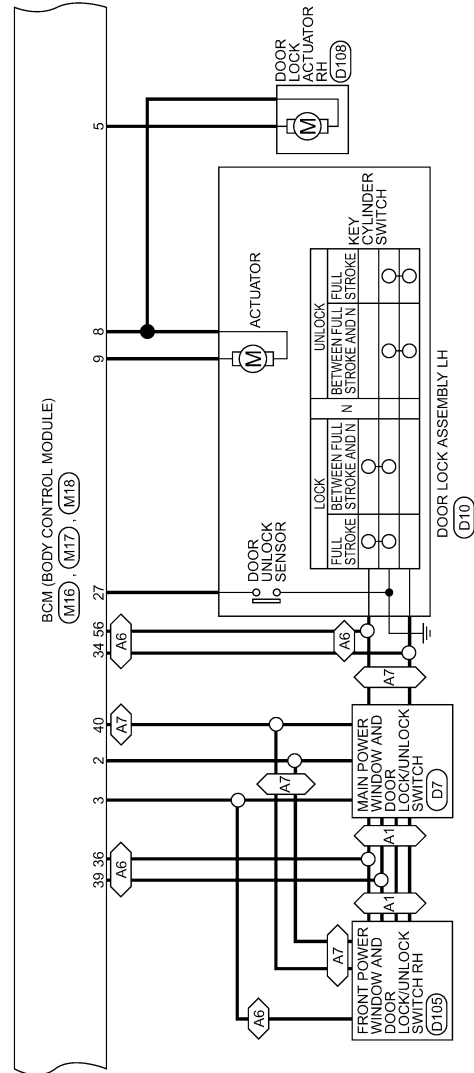 BCM (BODY CONTROL MODULE)
M16 , M17 , M18
39 36
3
2
40
34 56
27
9
8
5
A6
A7
A6
A6
A7
A7
A6
A7
A1
A1
FRONT POWER
WINDOW AND
DOOR
LOCK/UNLOCK
SWITCH RH
D105
MAIN POWER
WINDOW AND
DOOR
LOCK/UNLOCK
SWITCH
D7
DOOR
UNLOCK
SENSOR
ACTUATOR
M
DOOR
LOCK
ACTUATOR
RH
D108
M
KEY
CYLINDER
SWITCH
LOCK
N
UNLOCK
FULL
STROKE
BETWEEN FULL
STROKE AND N
BETWEEN FULL
STROKE AND N
FULL
STROKE
DOOR LOCK ASSEMBLY LH
D10